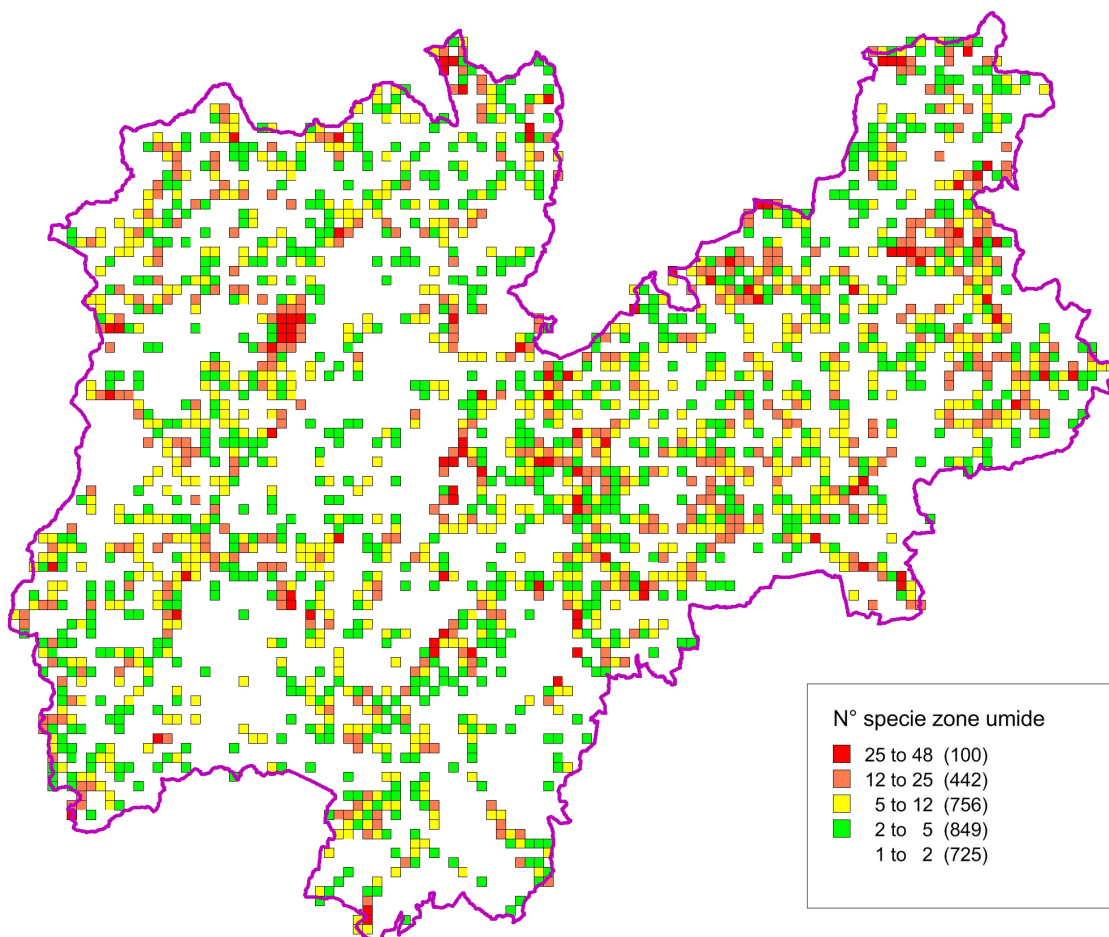 N° specie zone umide
25 to 48 (100)
12 to 25 (442)
5 to 12 (756)
2 to 5 (849)
1 to 2 (725)